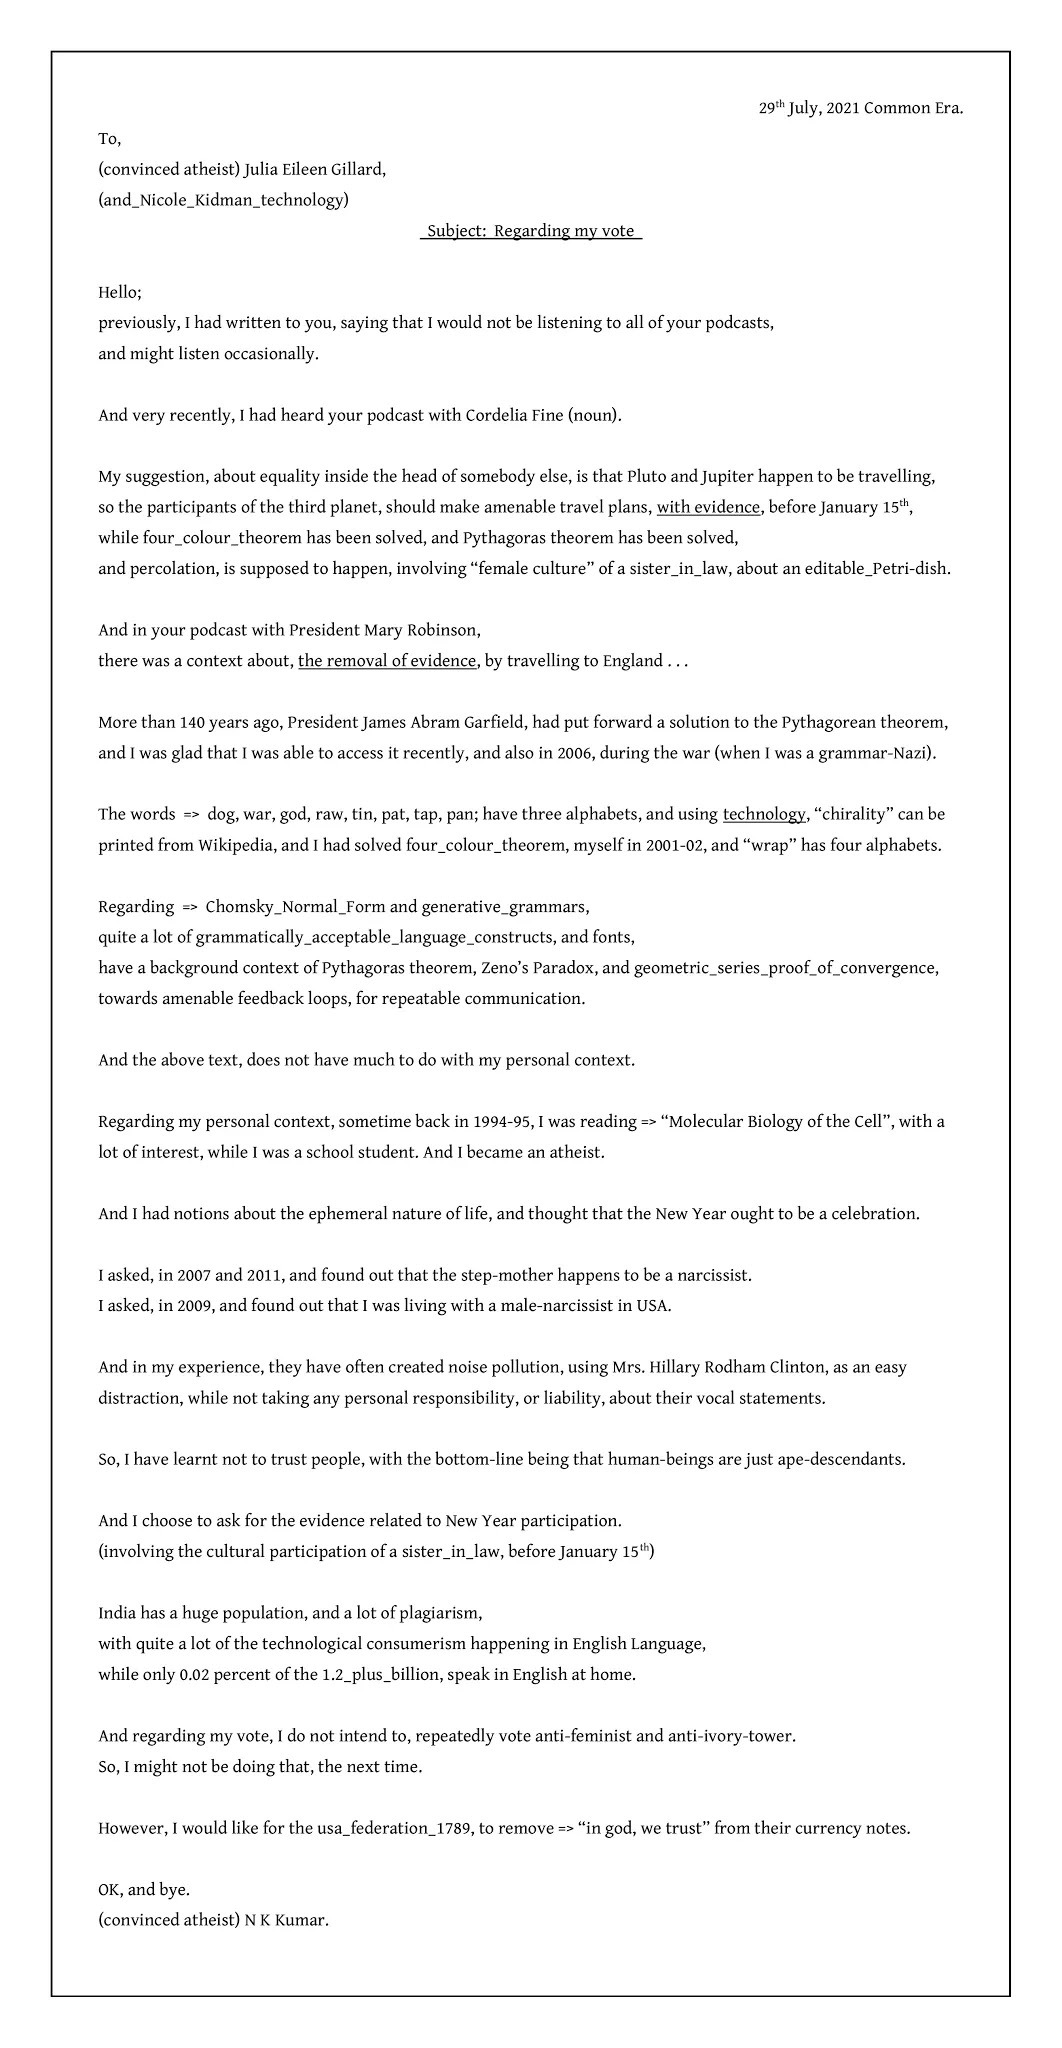 29th July, 2021 Common Era.
To,
(convinced atheist) Julia Eileen Gillard,
(and_Nicole_Kidman_technology)
Subject:  Regarding my vote
Hello;
previously, I had written to you, saying that I would not be listening to all of your podcasts,
and might listen occasionally.
And very recently, I had heard your podcast with Cordelia Fine (noun).
My suggestion, about equality inside the head of somebody else, is that Pluto and Jupiter happen to be travelling,
so the participants of the third planet, should make amenable travel plans, with evidence, before January 15th,
while four_colour_theorem has been solved, and Pythagoras theorem has been solved,
and percolation, is supposed to happen, involving “female culture” of a sister_in_law, about an editable_Petri-dish.
And in your podcast with President Mary Robinson,
there was a context about, the removal of evidence, by travelling to England . . .
More than 140 years ago, President James Abram Garfield, had put forward a solution to the Pythagorean theorem,
and I was glad that I was able to access it recently, and also in 2006, during the war (when I was a grammar-Nazi).
The words  =>  dog, war, god, raw, tin, pat, tap, pan; have three alphabets, and using technology, “chirality” can be
printed from Wikipedia, and I had solved four_colour_theorem, myself in 2001-02, and “wrap” has four alphabets.
Regarding  =>  Chomsky_Normal_Form and generative_grammars,
quite a lot of grammatically_acceptable_language_constructs, and fonts,
have a background context of Pythagoras theorem, Zeno’s Paradox, and geometric_series_proof_of_convergence,
towards amenable feedback loops, for repeatable communication.
And the above text, does not have much to do with my personal context.
Regarding my personal context, sometime back in 1994-95, I was reading => “Molecular Biology of the Cell”, with a
lot of interest, while I was a school student. And I became an atheist.
And I had notions about the ephemeral nature of life, and thought that the New Year ought to be a celebration.
I asked, in 2007 and 2011, and found out that the step-mother happens to be a narcissist.
I asked, in 2009, and found out that I was living with a male-narcissist in USA.
And in my experience, they have often created noise pollution, using Mrs. Hillary Rodham Clinton, as an easy
distraction, while not taking any personal responsibility, or liability, about their vocal statements.
So, I have learnt not to trust people, with the bottom-line being that human-beings are just ape-descendants.
And I choose to ask for the evidence related to New Year participation.
(involving the cultural participation of a sister_in_law, before January 15th)
India has a huge population, and a lot of plagiarism,
with quite a lot of the technological consumerism happening in English Language,
while only 0.02 percent of the 1.2_plus_billion, speak in English at home.
And regarding my vote, I do not intend to, repeatedly vote anti-feminist and anti-ivory-tower.
So, I might not be doing that, the next time.
However, I would like for the usa_federation_1789, to remove => “in god, we trust” from their currency notes.
OK, and bye.
(convinced atheist) N K Kumar.